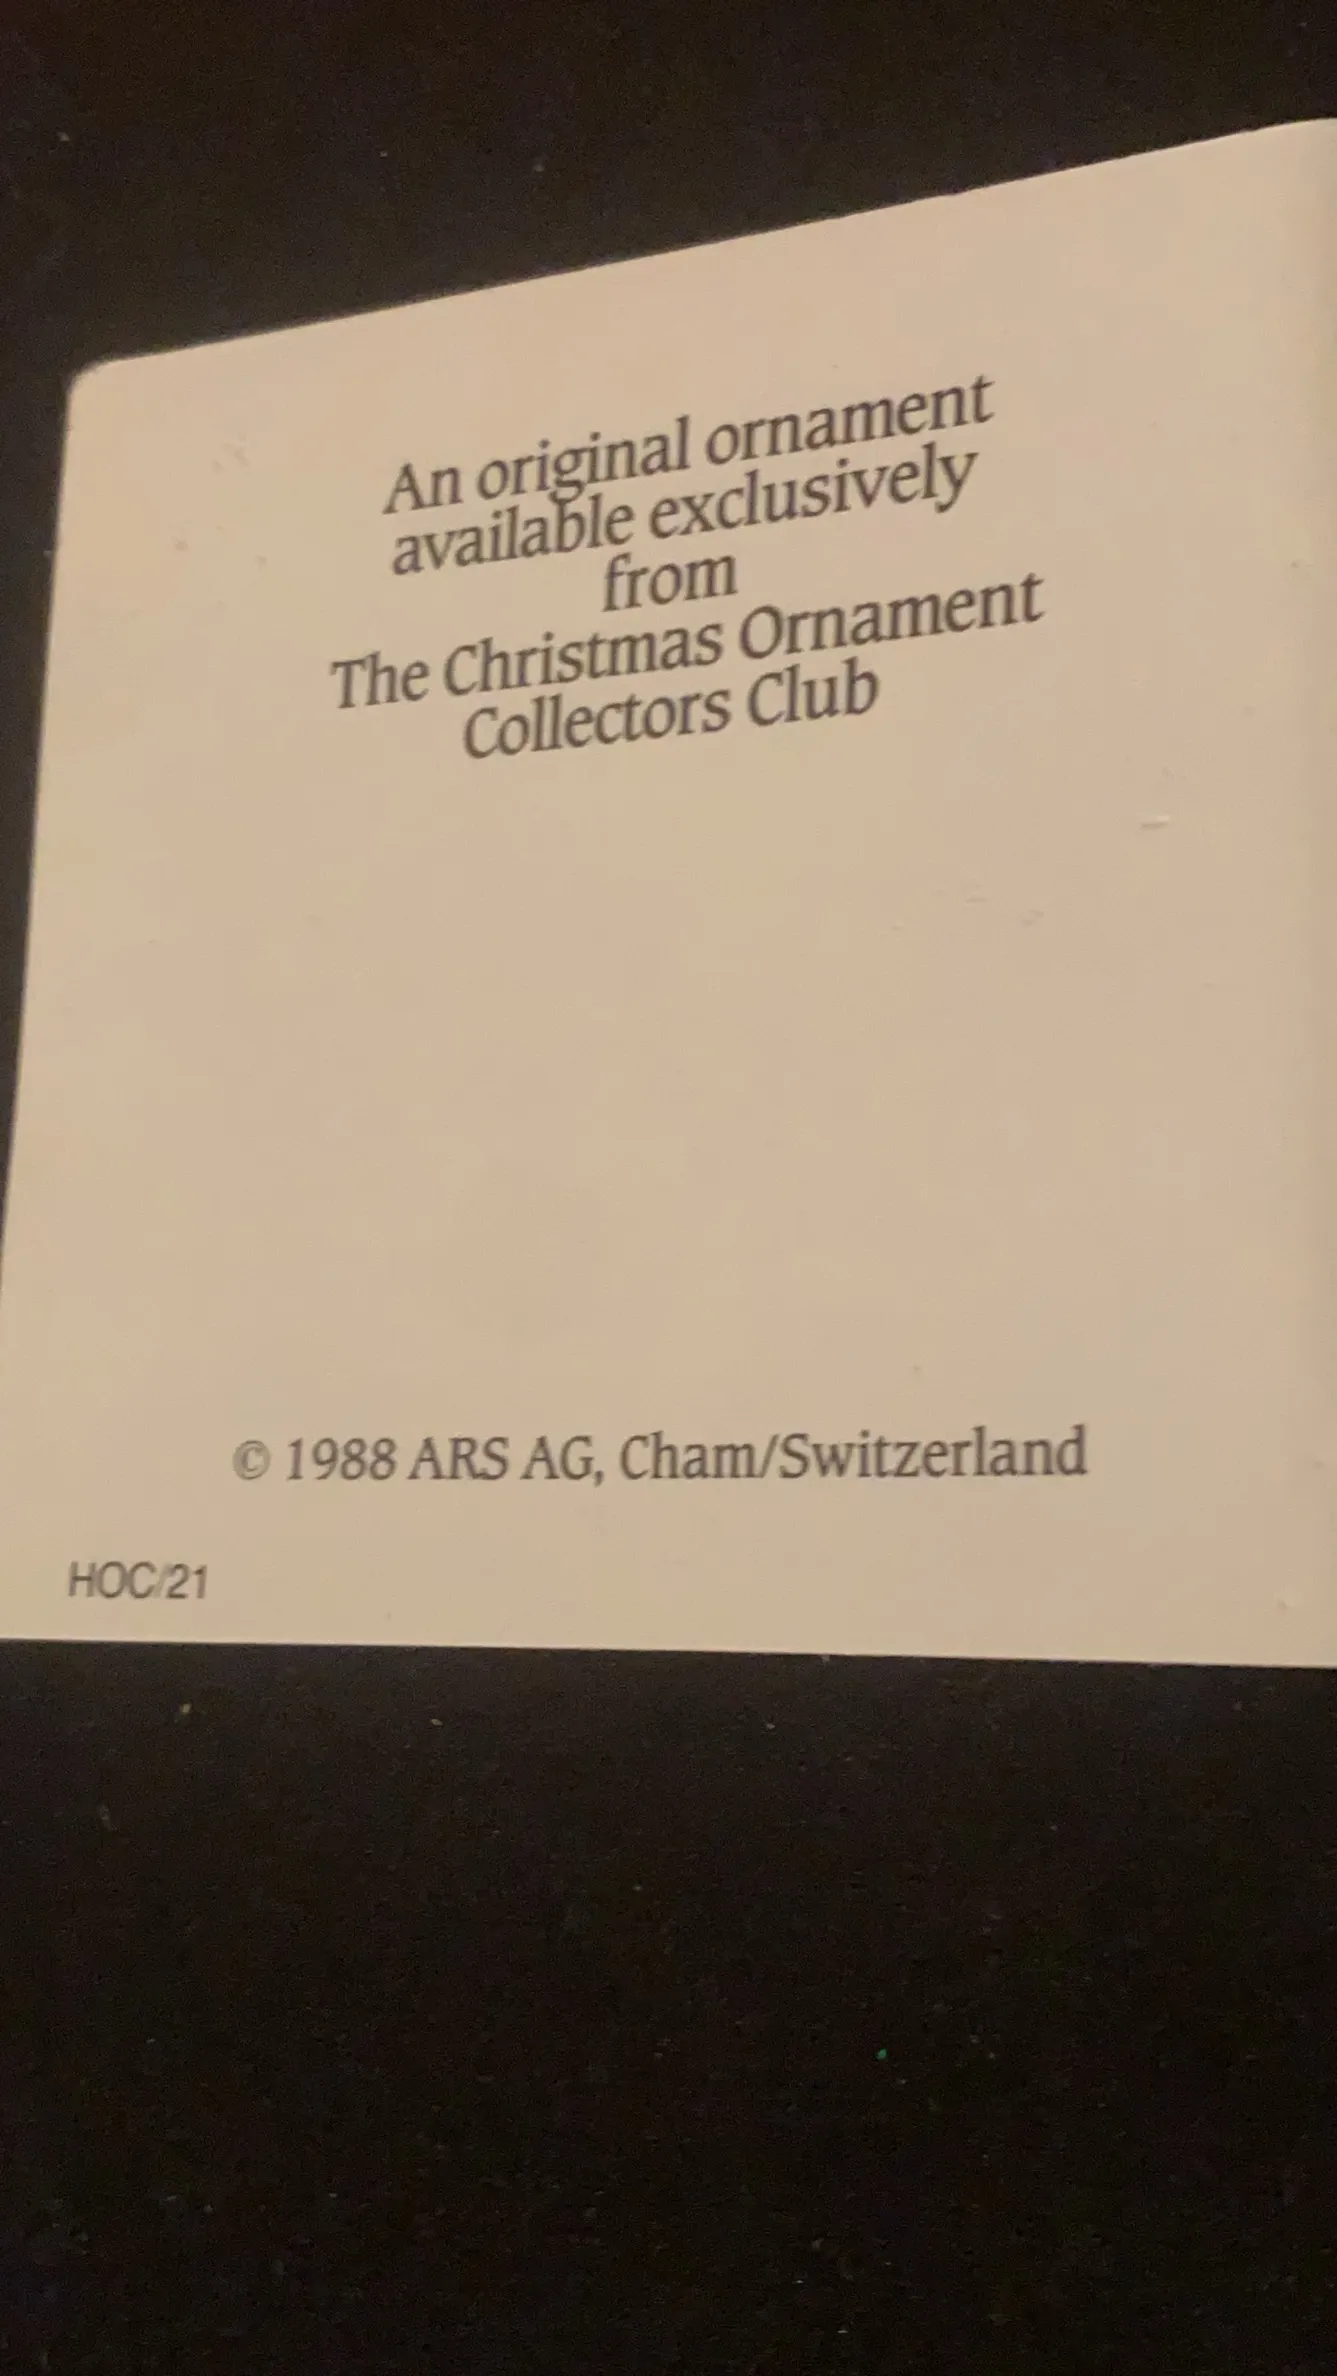 An original ornament
available exclusively
from
The Christmas Ornament
Collectors Club
© 1988 ARS AG, Cham/Switzerland
HOC/21